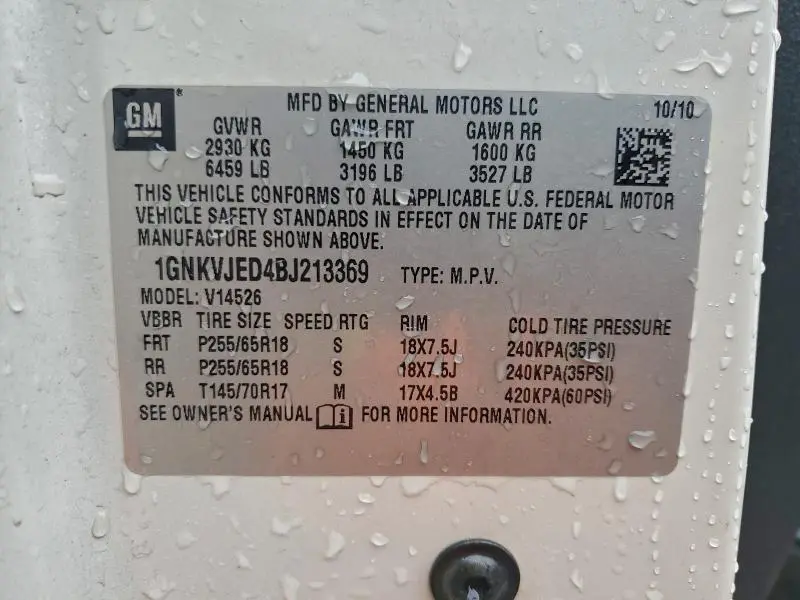 GM MFD BY GENERAL MOTORS LLC 10/10
GVWR GAWR FRT GAWR RR
2930 KG 1450 KG 1600 KG
6459 LB 3196 LB 3527 LB
THIS VEHICLE CONFORMS TO ALL APPLICABLE U.S. FEDERAL MOTOR
VEHICLE SAFETY STANDARDS IN EFFECT ON THE DATE OF
MANUFACTURE SHOWN ABOVE.
1GNKVJED4BJ213369 TYPE: M.P.V.
MODEL: V14526
VBBR TIRE SIZE SPEED RTG RIM COLD TIRE PRESSURE
FRT P255/65R18 S 18X7.5J 240KPA(35PSI)
RR P255/65R18 S 18X7.5J 240KPA(35PSI)
SPA T145/70R17 M 17X4.5B 420KPA(60PSI)
SEE OWNER'S MANUAL FOR MORE INFORMATION.